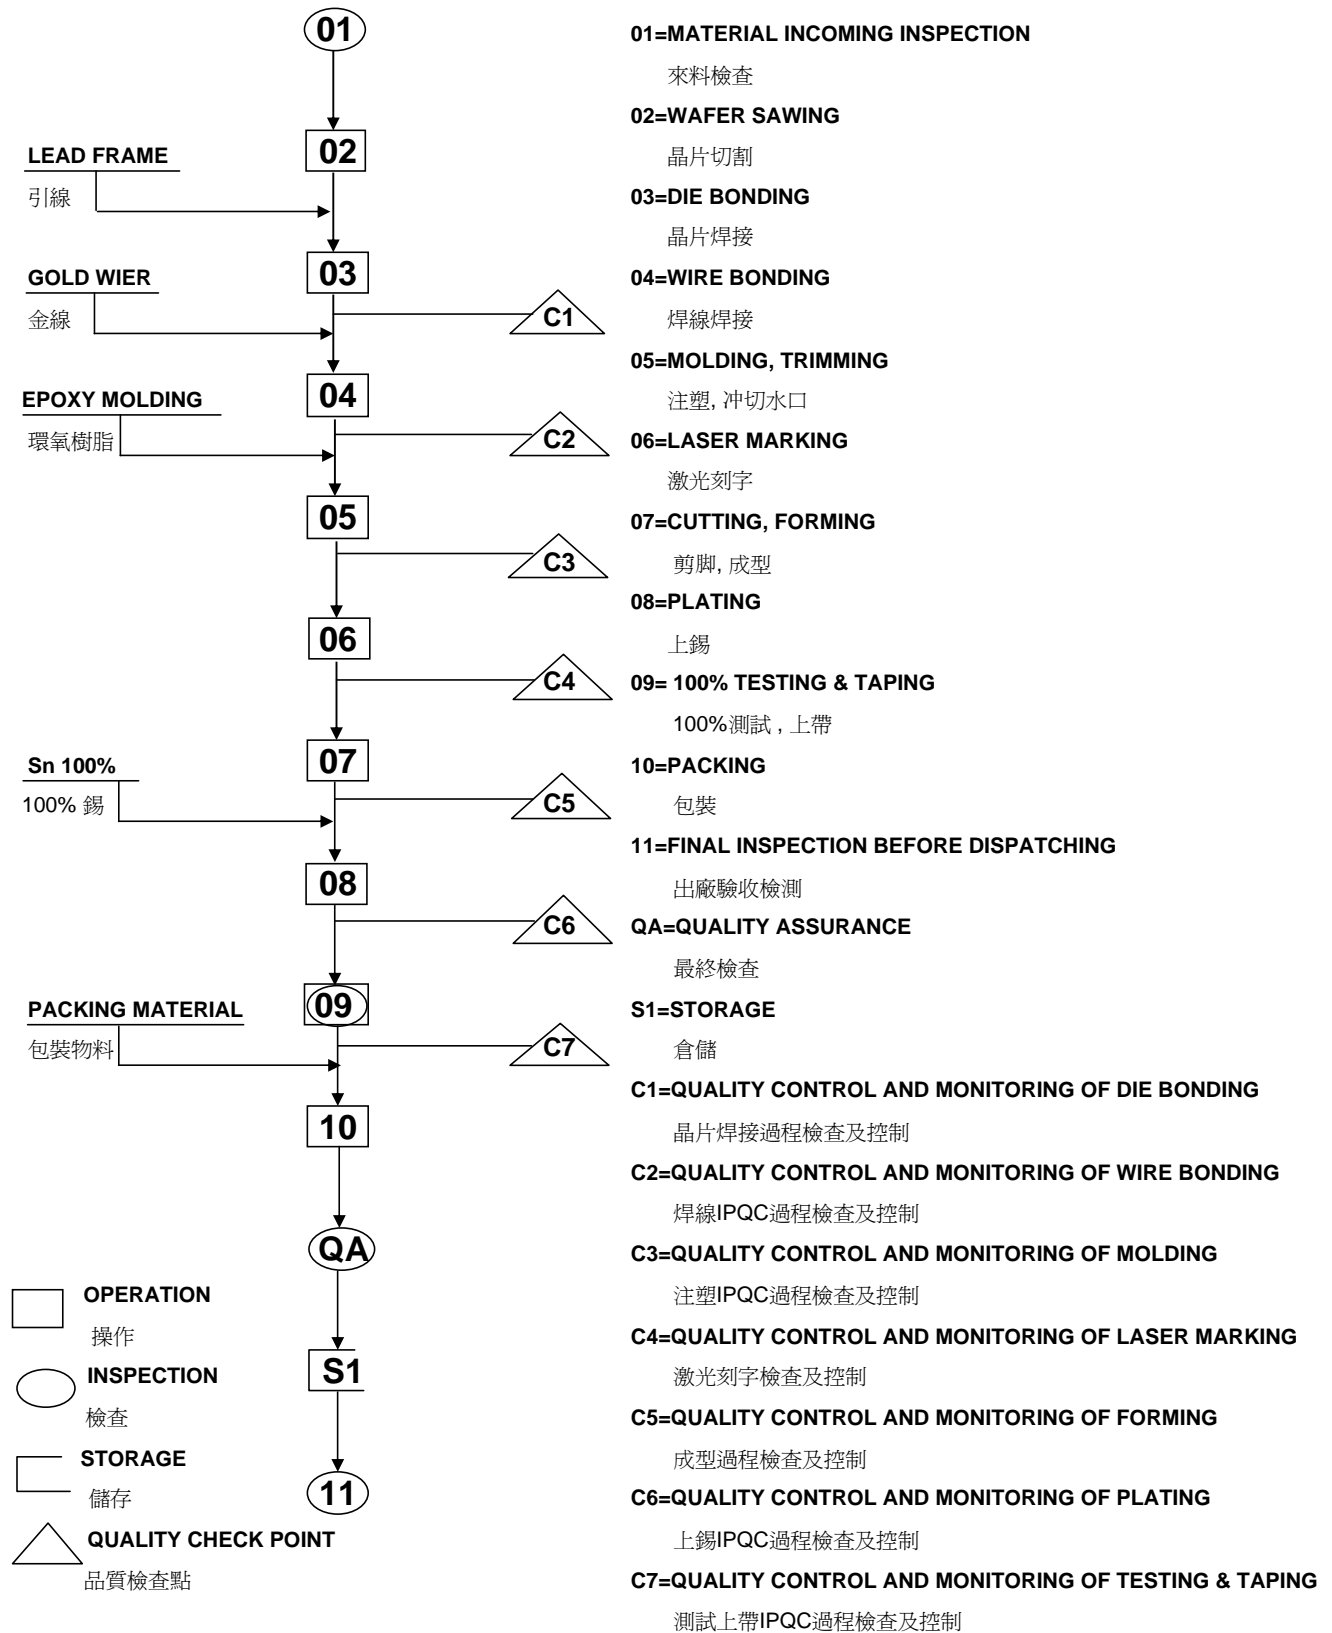 01
02
LEAD FRAME
引線
03
GOLD WIER
金線
C1
04
EPOXY MOLDING
環氧樹脂
C2
05
C3
06
C4
07
Sn 100%
100% 錫
C5
08
C6
09
PACKING MATERIAL
包裝物料
C7
10
QA
S1
11
OPERATION
操作
INSPECTION
檢查
STORAGE
儲存
QUALITY CHECK POINT
品質檢查點
01=MATERIAL INCOMING INSPECTION
來料檢查
02=WAFER SAWING
晶片切割
03=DIE BONDING
晶片焊接
04=WIRE BONDING
焊線焊接
05=MOLDING, TRIMMING
注塑, 冲切水口
06=LASER MARKING
激光刻字
07=CUTTING, FORMING
剪脚, 成型
08=PLATING
上錫
09= 100% TESTING & TAPING
100%測試 , 上帶
10=PACKING
包裝
11=FINAL INSPECTION BEFORE DISPATCHING
出廠驗收檢測
QA=QUALITY ASSURANCE
最終檢查
S1=STORAGE
倉儲
C1=QUALITY CONTROL AND MONITORING OF DIE BONDING
晶片焊接過程檢查及控制
C2=QUALITY CONTROL AND MONITORING OF WIRE BONDING
焊線IPQC過程檢查及控制
C3=QUALITY CONTROL AND MONITORING OF MOLDING
注塑IPQC過程檢查及控制
C4=QUALITY CONTROL AND MONITORING OF LASER MARKING
激光刻字檢查及控制
C5=QUALITY CONTROL AND MONITORING OF FORMING
成型過程檢查及控制
C6=QUALITY CONTROL AND MONITORING OF PLATING
上錫IPQC過程檢查及控制
C7=QUALITY CONTROL AND MONITORING OF TESTING & TAPING
測試上帶IPQC過程檢查及控制